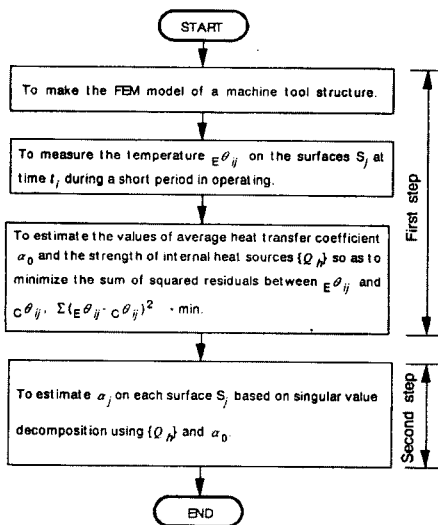 START
To make the FEM model of a machine tool structure.
To measure the temperature Eθij on the surfaces Sj at
time ti during a short period in operating.
To estimate the values of average heat transfer coefficient
α0 and the strength of internal heat sources {Qh} so as to
minimize the sum of squared residuals between Eθij and
Cθij, Σ(Eθij - Cθij)² → min.
First step
To estimate αj on each surface Sj based on singular value
decomposition using {Qh} and α0.
Second step
END